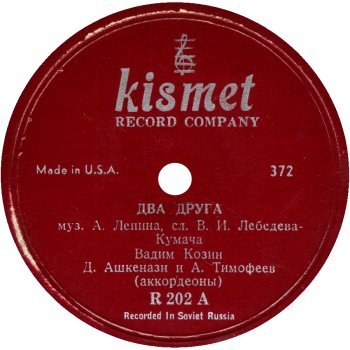 kismet
RECORD COMPANY
Made in U.S.A.
372
ДВА ДРУГА
муз. А. Лепина, сл. В. И. Лебедева-
Кумача
Вадим Козин
Д. Ашкенази и А. Тимофеев
(аккордеоны)
R 202 A
Recorded In Soviet Russia